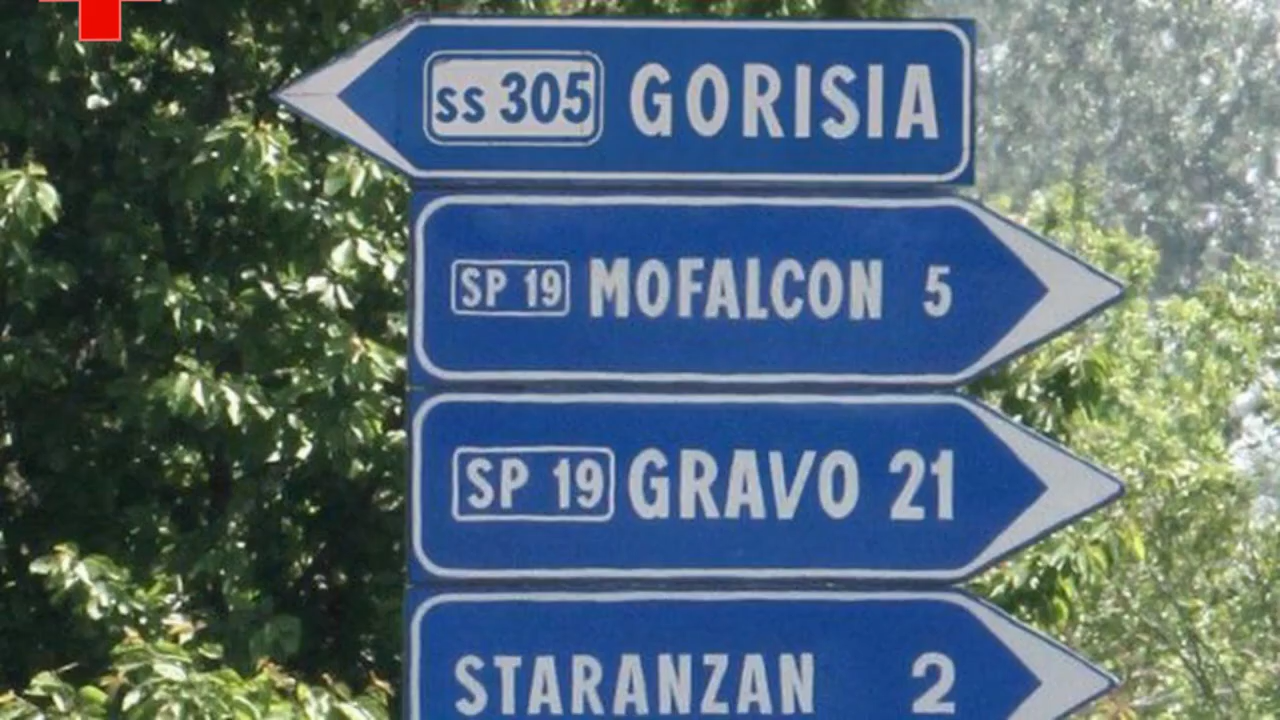 ss 305 GORISIA
SP 19 MOFALCON 5
SP 19 GRAVO 21
STARANZAN 2